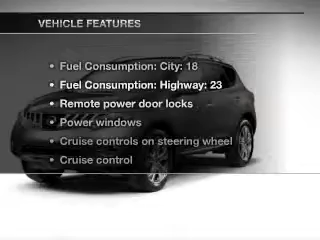 VEHICLE FEATURES
• Fuel Consumption: City: 18
• Fuel Consumption: Highway: 23
• Remote power door locks
• Power windows
• Cruise controls on steering wheel
• Cruise control